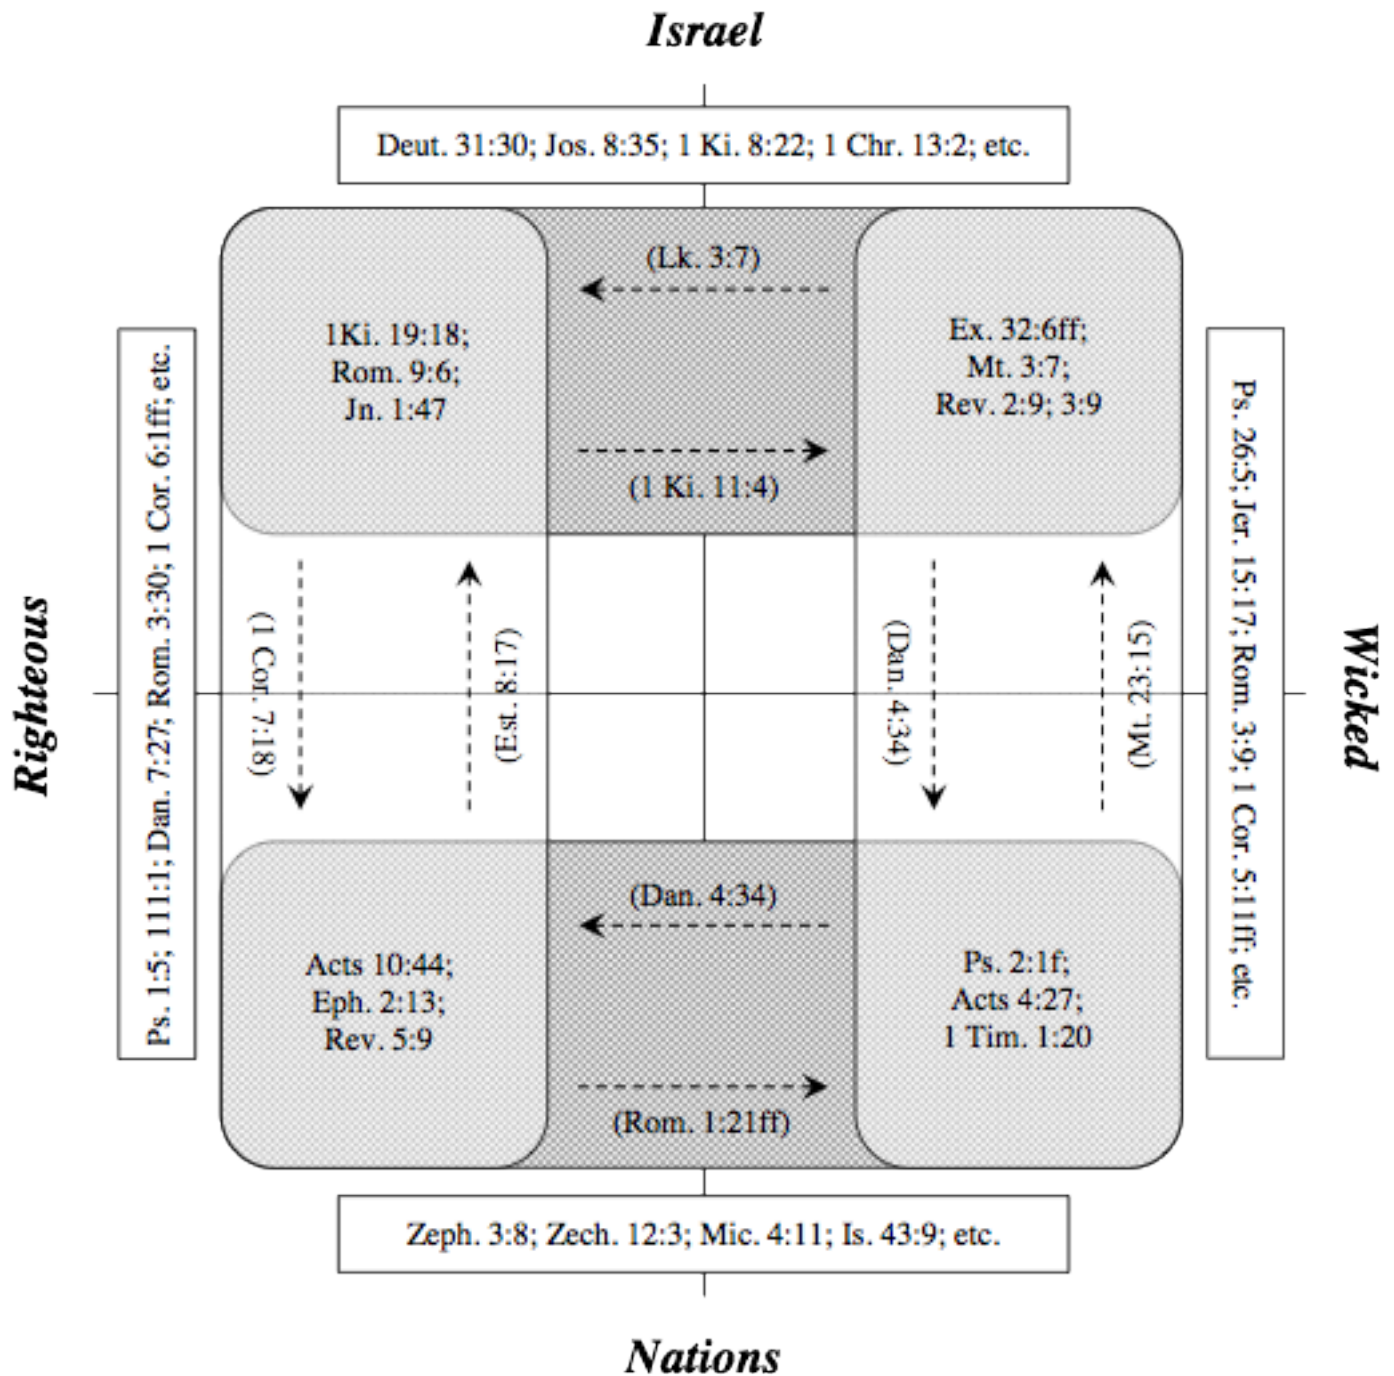 Israel
Deut. 31:30; Jos. 8:35; 1 Ki. 8:22; 1 Chr. 13:2; etc.
(Lk. 3:7)
1Ki. 19:18;
Rom. 9:6;
Jn. 1:47
Ex. 32:6ff;
Mt. 3:7;
Rev. 2:9; 3:9
(1 Ki. 11:4)
Righteous
Ps. 1:5; 111:1; Dan. 7:27; Rom. 3:30; 1 Cor. 6:1ff; etc.
(1 Cor. 7:18)
(Est. 8:17)
(Dan. 4:34)
(Mt. 23:15)
Ps. 26:5; Jer. 15:17; Rom. 3:9; 1 Cor. 5:11ff; etc.
Wicked
(Dan. 4:34)
Acts 10:44;
Eph. 2:13;
Rev. 5:9
Ps. 2:1f;
Acts 4:27;
1 Tim. 1:20
(Rom. 1:21ff)
Zeph. 3:8; Zech. 12:3; Mic. 4:11; Is. 43:9; etc.
Nations